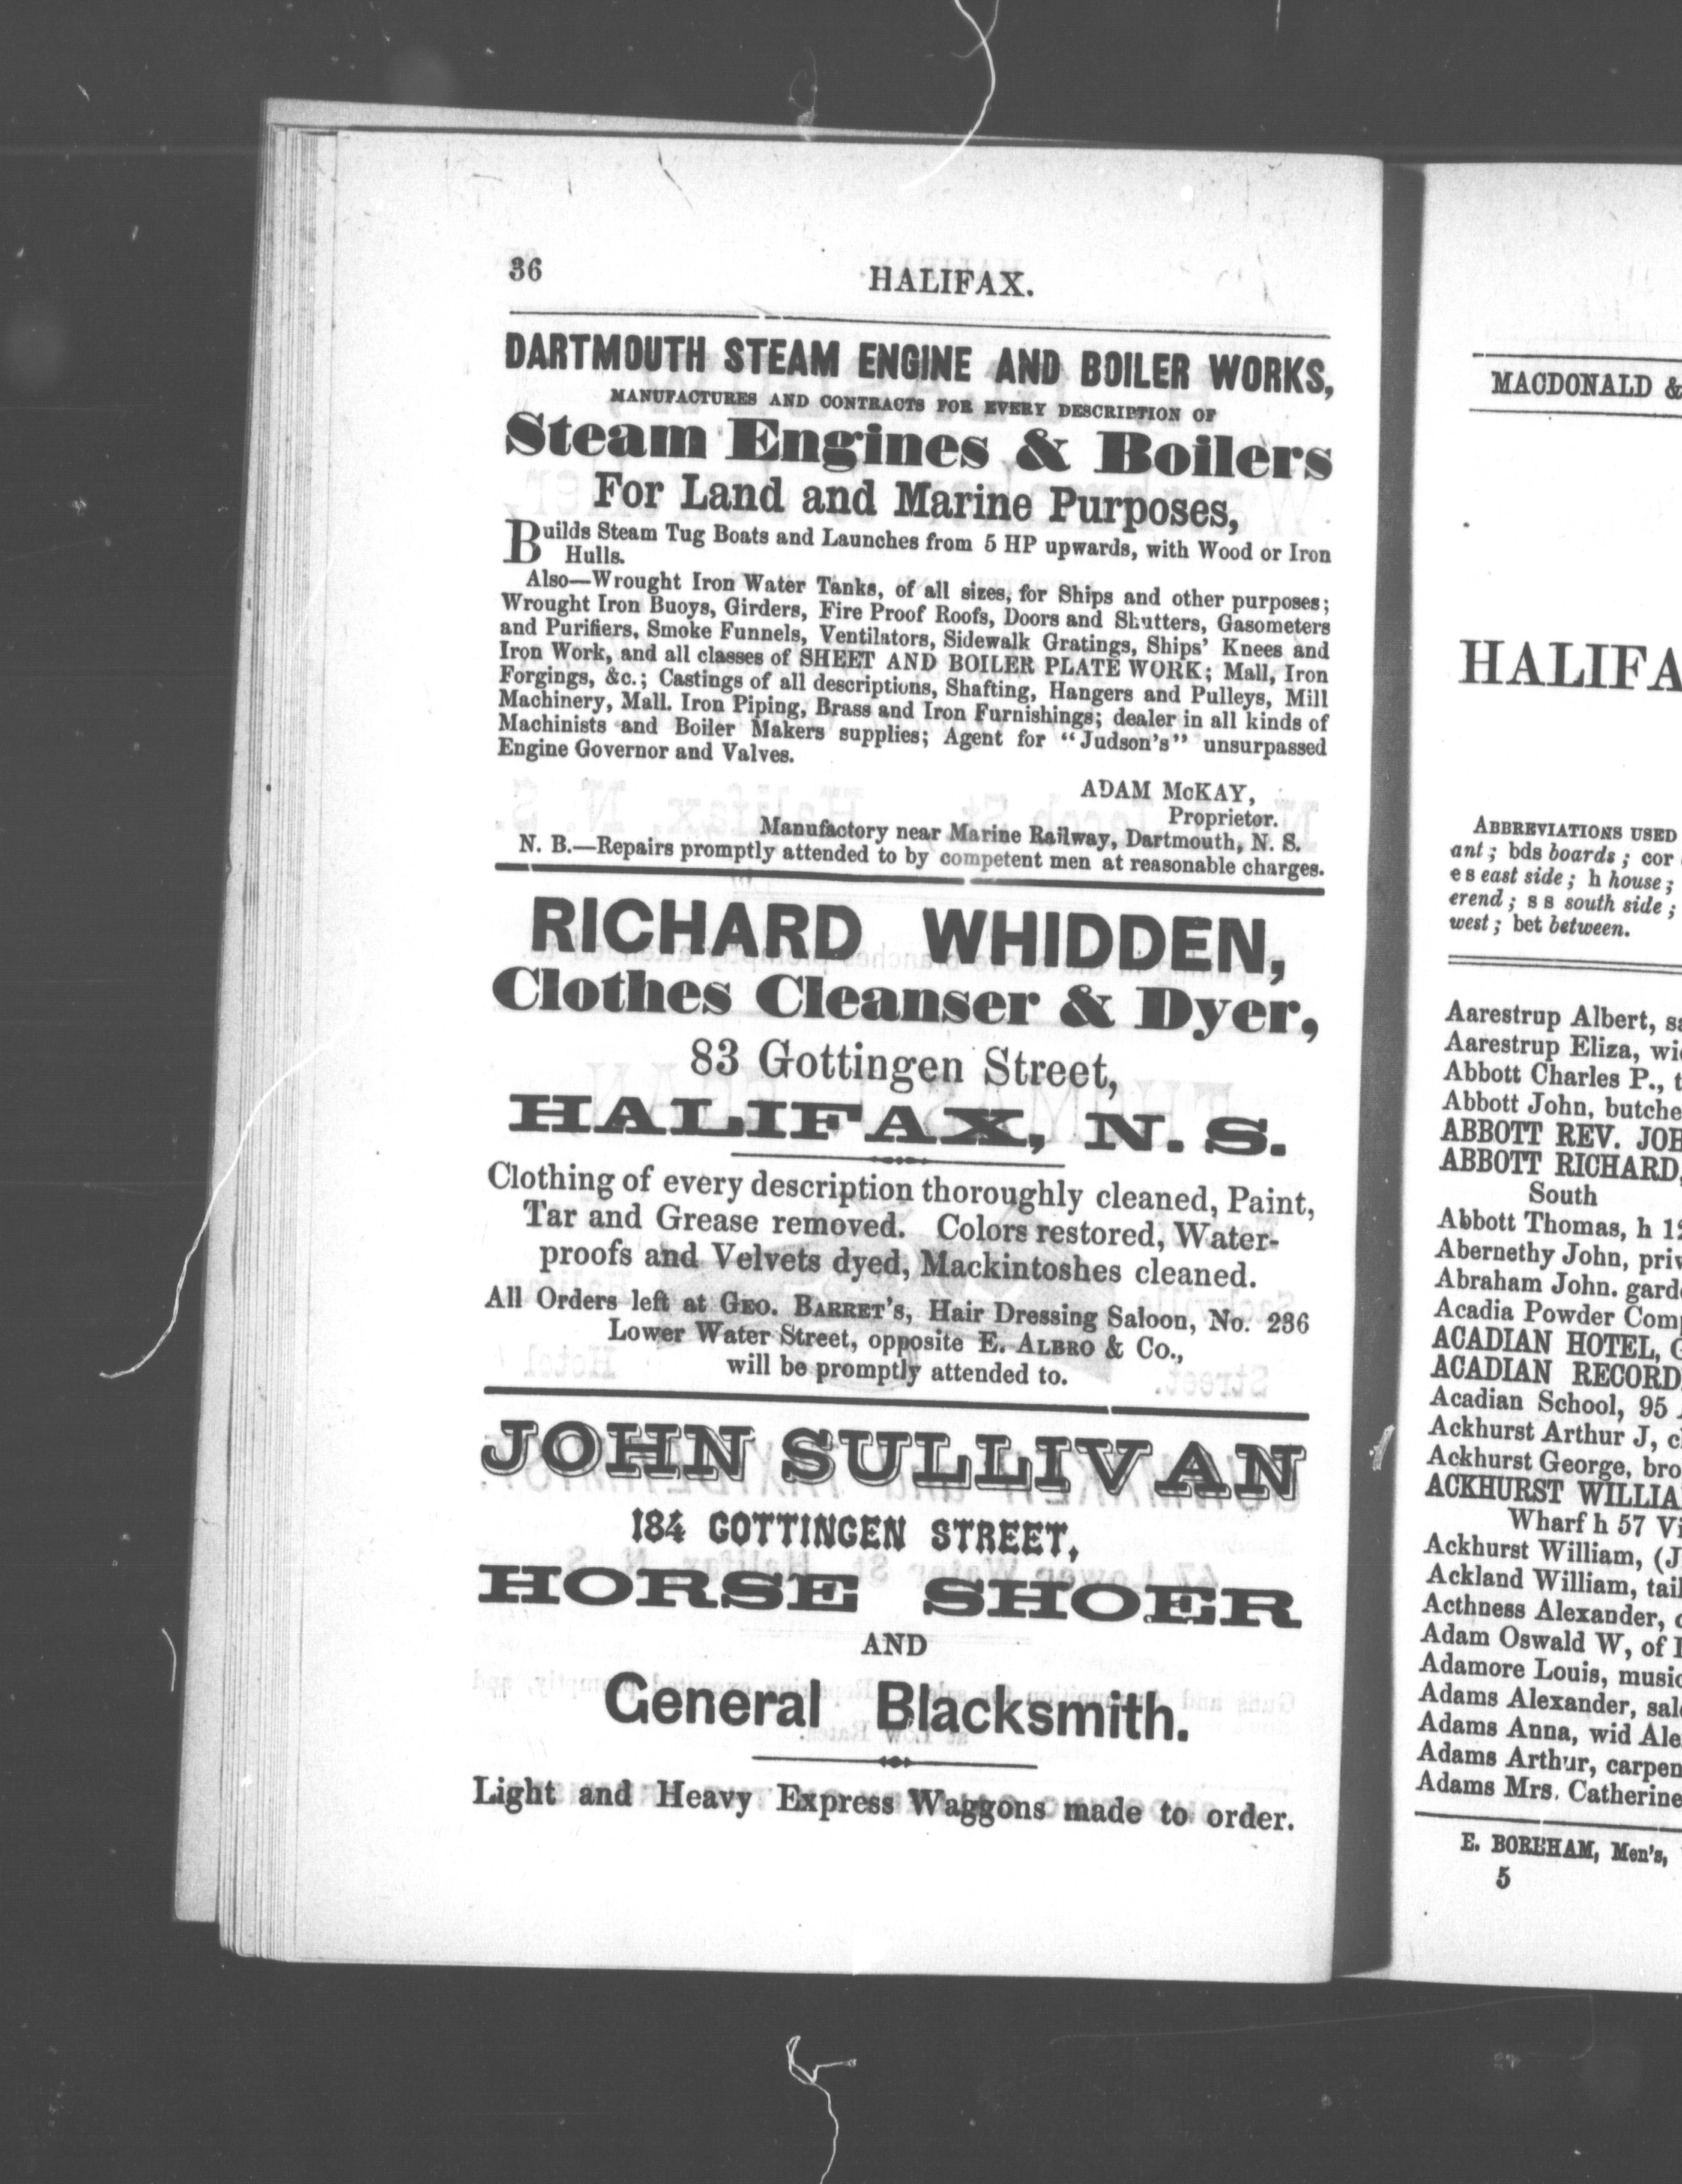 36
HALIFAX.
DARTMOUTH STEAM ENGINE AND BOILER WORKS,
MANUFACTURES AND CONTRACTS FOR EVERY DESCRIPTION OF
Steam Engines & Boilers
For Land and Marine Purposes,
Builds Steam Tug Boats and Launches from 5 HP upwards, with Wood or Iron
Hulls.
Also—Wrought Iron Water Tanks, of all sizes, for Ships and other purposes;
Wrought Iron Buoys, Girders, Fire Proof Roofs, Doors and Shutters, Gasometers
and Purifiers, Smoke Funnels, Ventilators, Sidewalk Gratings, Ships' Knees and
Iron Work, and all classes of SHEET AND BOILER PLATE WORK; Mall, Iron
Forgings, &c.; Castings of all descriptions, Shafting, Hangers and Pulleys, Mill
Machinery, Mall. Iron Piping, Brass and Iron Furnishings; dealer in all kinds of
Machinists and Boiler Makers supplies; Agent for "Judson's" unsurpassed
Engine Governor and Valves.
ADAM McKAY,
Proprietor.
Manufactory near Marine Railway, Dartmouth, N. S.
N. B.—Repairs promptly attended to by competent men at reasonable charges.
RICHARD WHIDDEN,
Clothes Cleanser & Dyer,
83 Gottingen Street,
HALIFAX, N. S.
Clothing of every description thoroughly cleaned, Paint,
Tar and Grease removed. Colors restored, Water-
proofs and Velvets dyed, Mackintoshes cleaned.
All Orders left at GEO. BARRET'S, Hair Dressing Saloon, No. 236
Lower Water Street, opposite E. ALBRO & Co.,
will be promptly attended to.
JOHN SULLIVAN
184 GOTTINGEN STREET,
HORSE SHOER
AND
General Blacksmith.
Light and Heavy Express Waggons made to order.
MACDONALD &
HALIFA
ABBREVIATIONS USED
ant; bds boards; cor
e s east side; h house;
erend; s s south side;
west; bet between.
Aarestrup Albert,
Aarestrup Eliza, wi
Abbott Charles P.,
Abbott John, butche
ABBOTT REV.
ABBOTT RICHARD,
South
Abbott Thomas, h
Abernethy John, priv
Abraham John. gard
Acadia Powder Com
ACADIAN HOTEL,
ACADIAN RECORD
Acadian School, 95
Ackhurst Arthur J,
Ackhurst George, bro
ACKHURST WILLIA
Wharf h 57
Ackhurst William, (J
Ackland William, tail
Acthness Alexander,
Adam Oswald W, of
Adamore Louis, music
Adams Alexander, sal
Adams Anna, wid Ale
Adams Arthur, carpen
Adams Mrs. Catherine
E. BOREHAM, Men's,
5